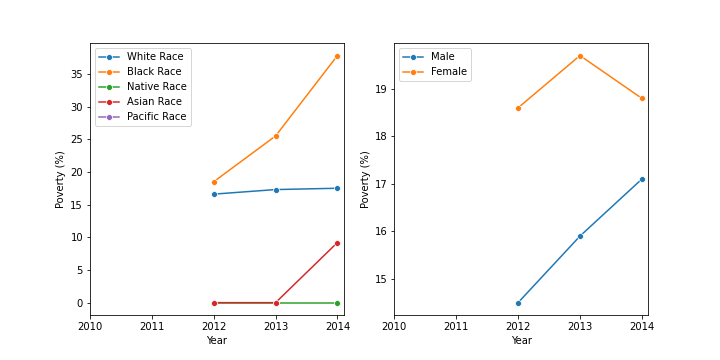 White Race
Black Race
Native Race
Asian Race
Pacific Race
35
30
25
20
15
10
5
0
Poverty (%)
2010 2011 2012 2013 2014
Year
Male
Female
19
18
17
16
15
Poverty (%)
2010 2011 2012 2013 2014
Year